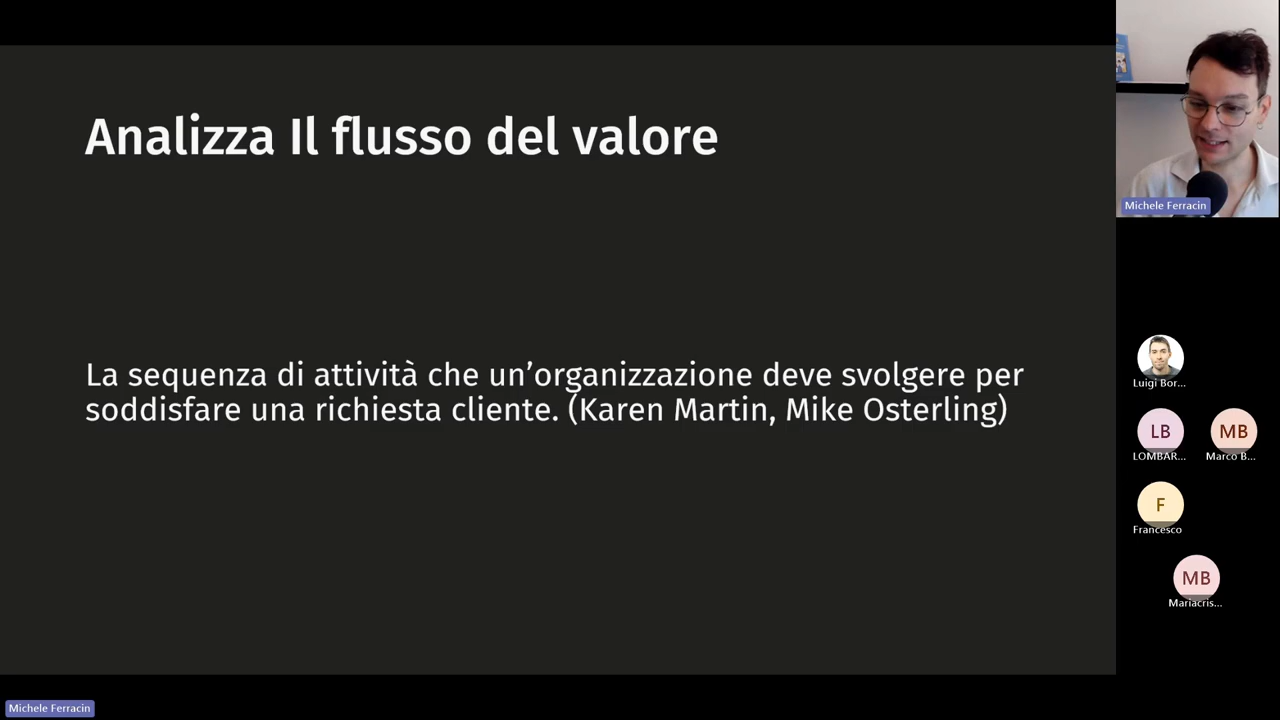 Analizza Il flusso del valore
La sequenza di attività che un’organizzazione deve svolgere per
soddisfare una richiesta cliente. (Karen Martin, Mike Osterling)
Michele Ferracin
Luigi Bor...
LB
LOMBAR...
MB
Marco B...
F
Francesco
MB
Mariacris...
Michele Ferracin